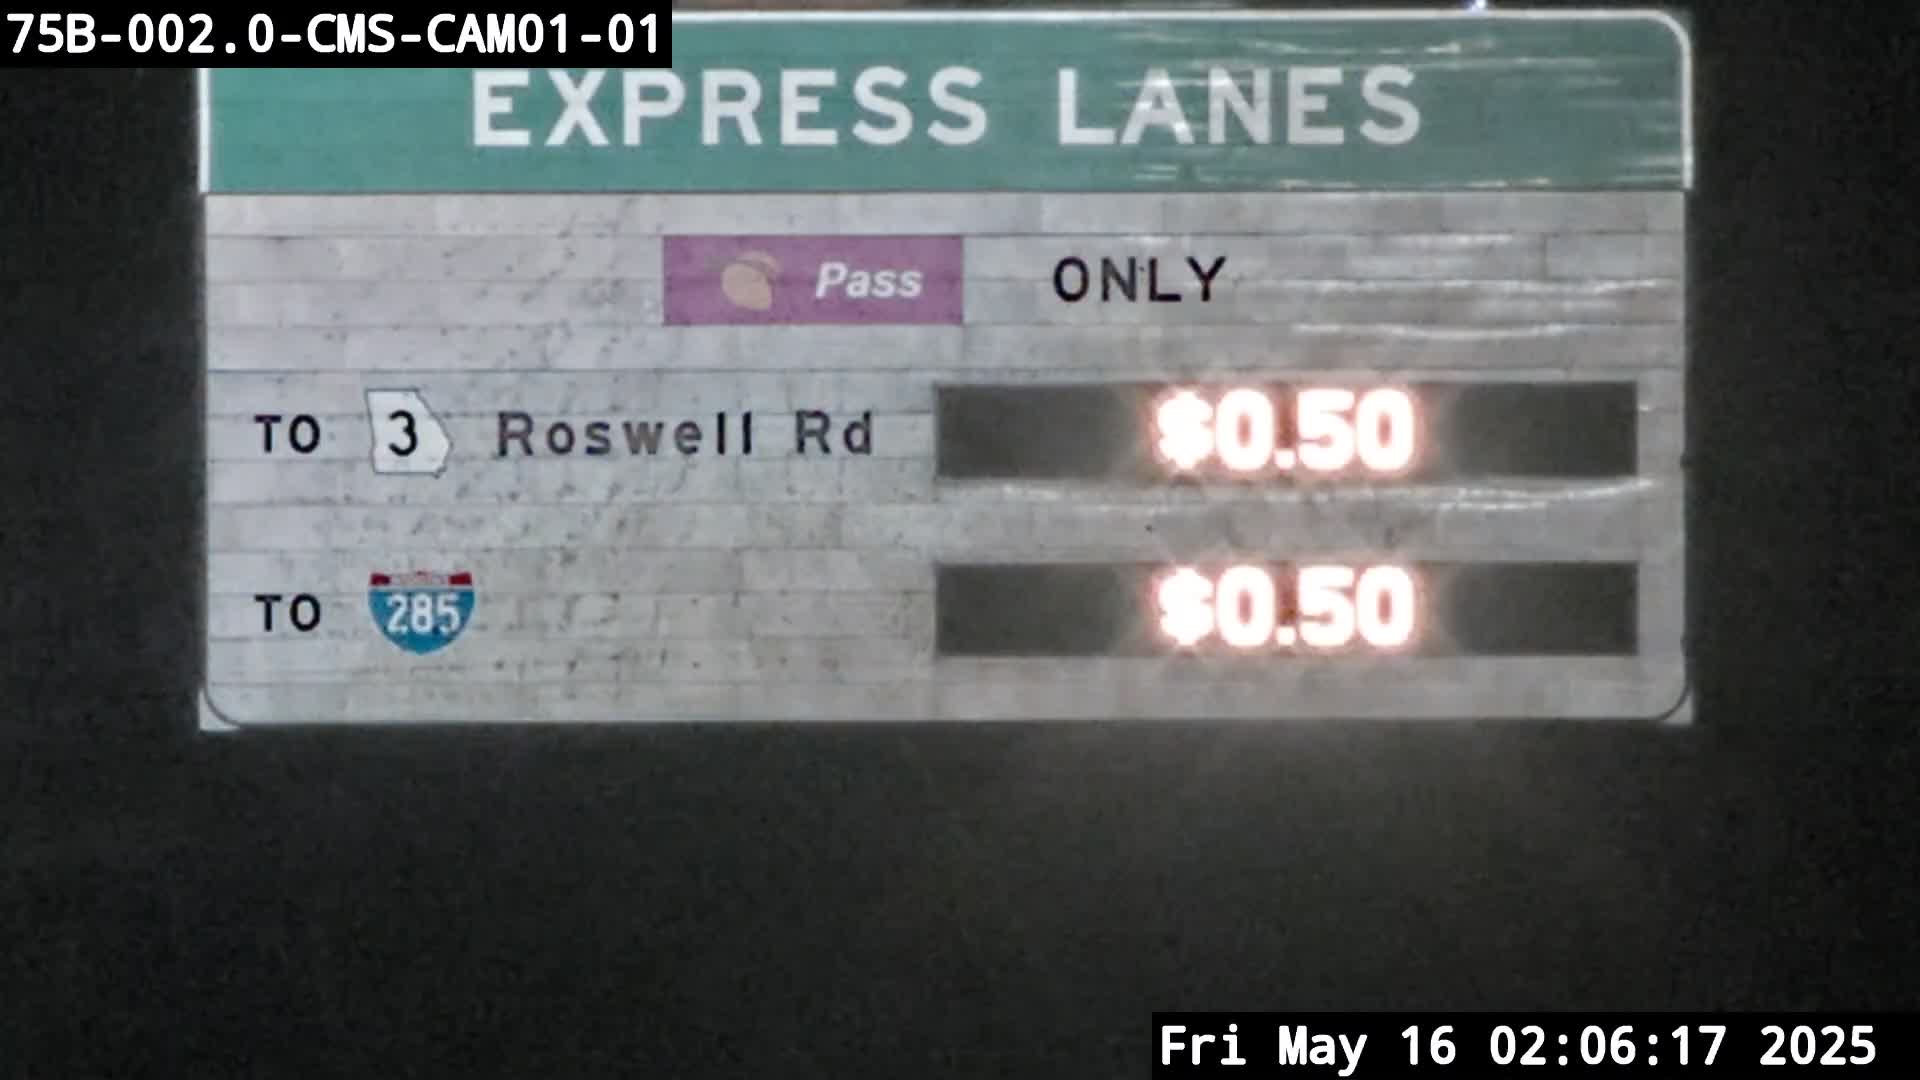 75B-002.0-CMS-CAM01-01
EXPRESS LANES
Pass ONLY
TO 3 Roswell Rd $0.50
TO 285 $0.50
Fri May 16 02:06:17 2025